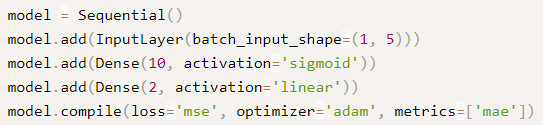 model = Sequential()
model.add(InputLayer(batch_input_shape=(1, 5)))
model.add(Dense(10, activation='sigmoid'))
model.add(Dense(2, activation='linear'))
model.compile(loss='mse', optimizer='adam', metrics=['mae'])